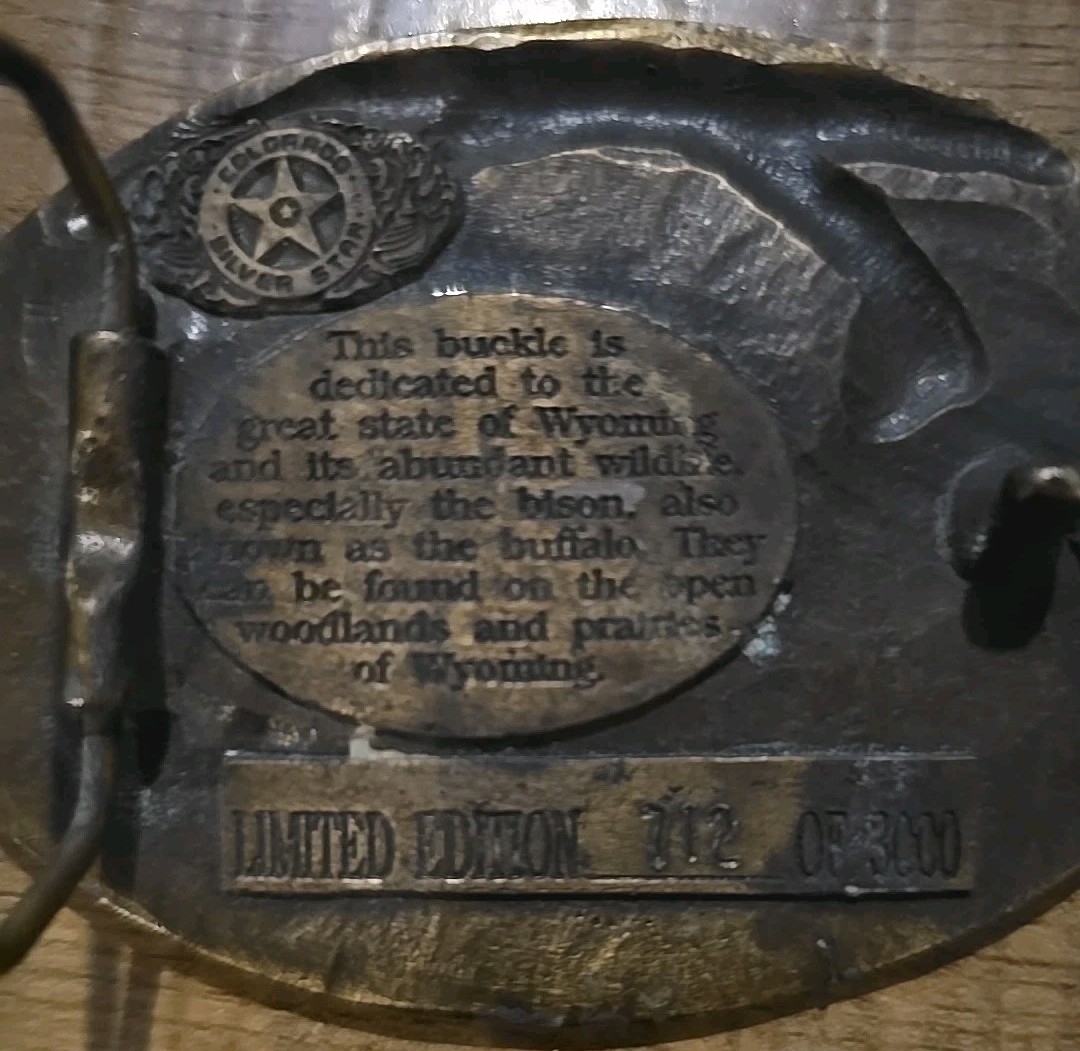 COLORADO
SILVER STAR
This buckle is
dedicated to the
great state of Wyoming
and its abundant wildlife,
especially the bison, also
known as the buffalo. They
can be found on the open
woodlands and prairies
of Wyoming.
LIMITED EDITION 712 OF 3000